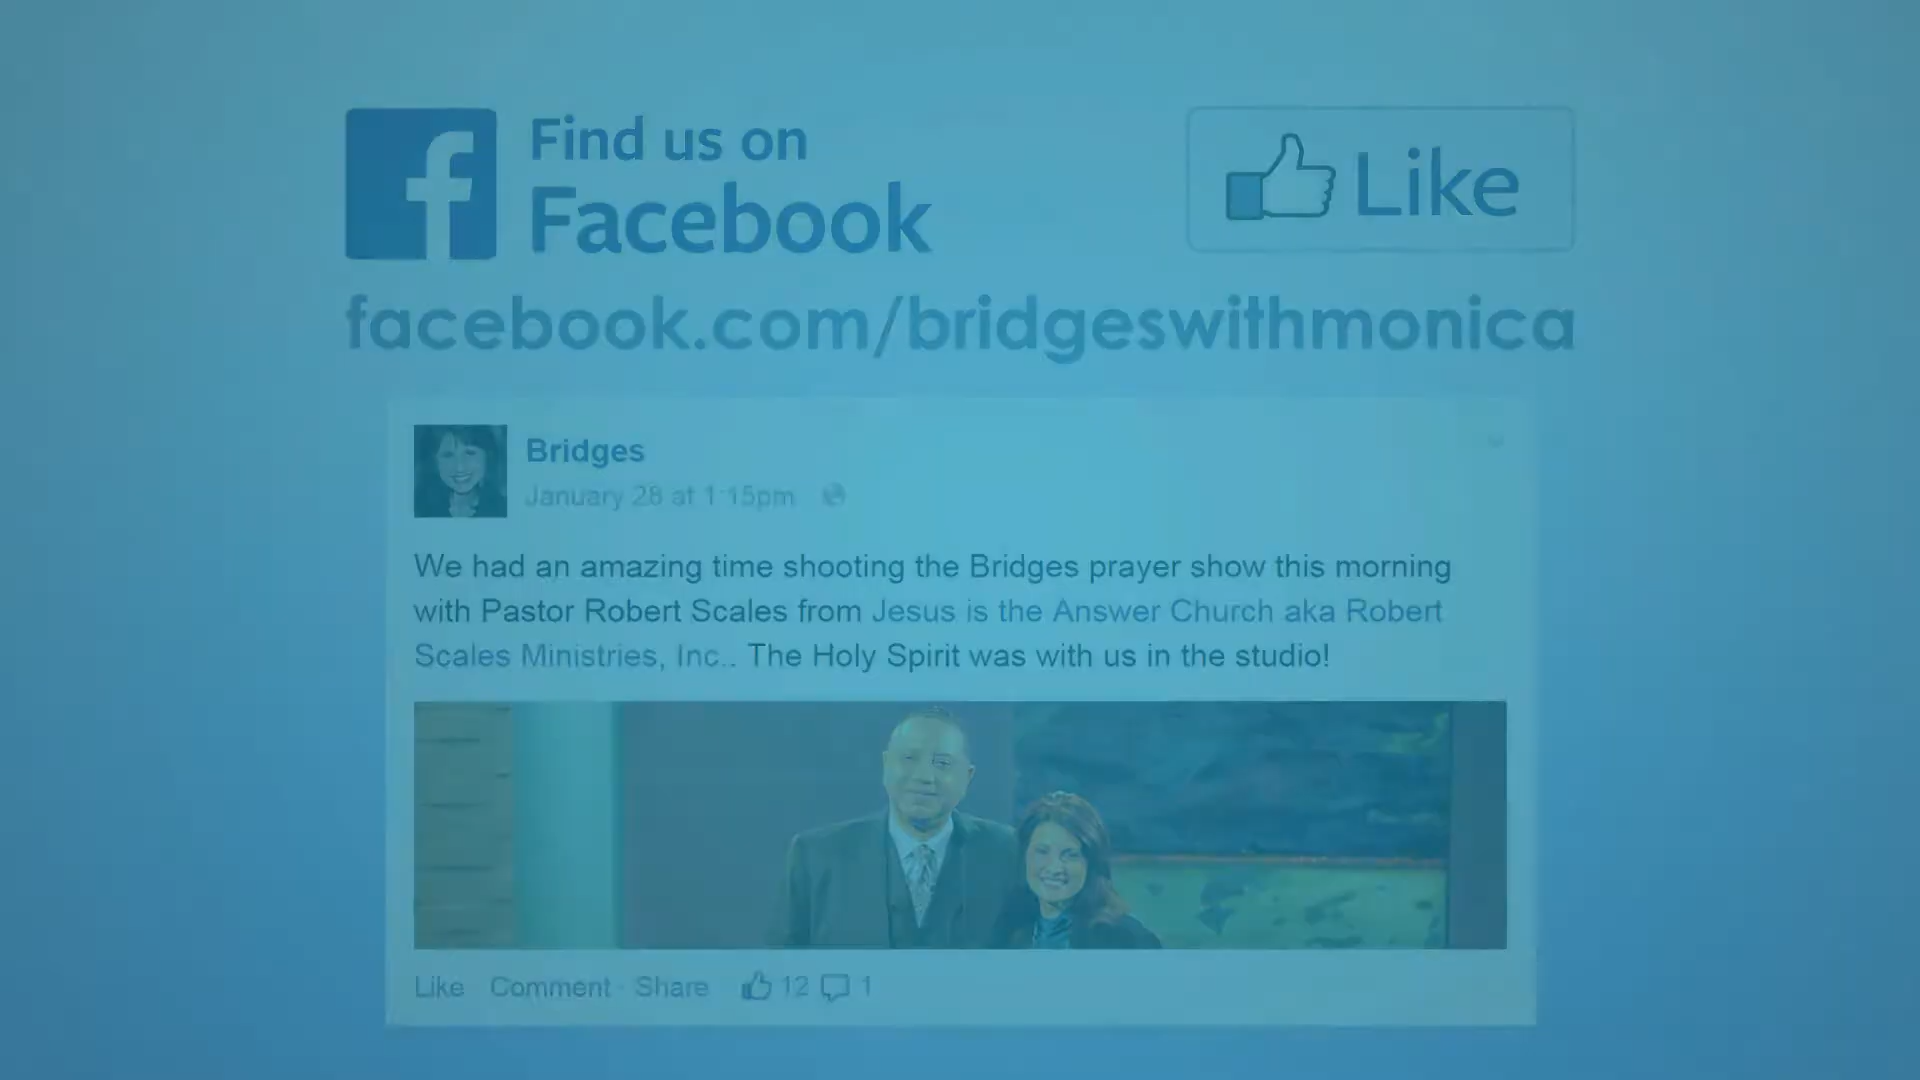 Find us on
Facebook
Like
facebook.com/bridgeswithmonica
Bridges
January 28 at 1:15pm
We had an amazing time shooting the Bridges prayer show this morning
with Pastor Robert Scales from Jesus is the Answer Church aka Robert
Scales Ministries, Inc.. The Holy Spirit was with us in the studio!
Like · Comment · Share 12 1